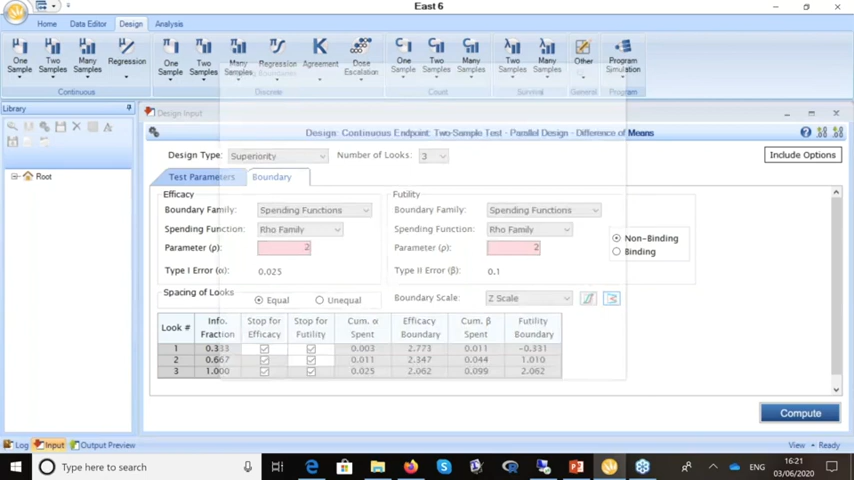 East 6
Home Data Editor Design Analysis
One Sample Two Samples Many Samples Regression One Sample Two Samples Many Samples Regression Agreement Dose Escalation One Sample Two Samples Many Samples Two Samples Many Samples Other Program Simulation
Continuous Discrete Count Survival General Program
Library
Design Input
Design: Continuous Endpoint: Two-Sample Test - Parallel Design - Difference of Means
Design Type: Superiority Number of Looks: 3 Include Options
Root
Test Parameters Boundary
Efficacy Futility
Boundary Family: Spending Functions Boundary Family: Spending Functions
Spending Function: Rho Family Spending Function: Rho Family
Non-Binding
Parameter (ρ): 2 Parameter (ρ): 2
Binding
Type I Error (α): 0.025 Type II Error (β): 0.1
Spacing of Looks
Equal Unequal Boundary Scale: Z Scale
Look # Info. Fraction Stop for Efficacy Stop for Futility Cum. α Spent Efficacy Boundary Cum. β Spent Futility Boundary
1 0.333 0.003 2.773 0.011 -0.331
2 0.667 0.011 2.347 0.044 1.010
3 1.000 0.025 2.062 0.099 2.062
Compute
Log Input Output Preview View Ready
Type here to search ENG 16:21
03/06/2020